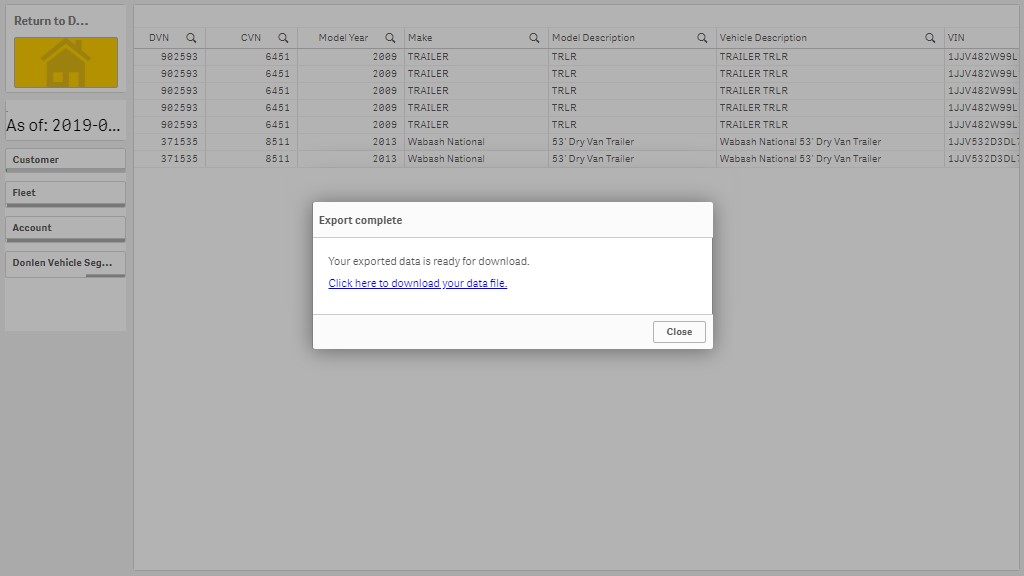 Return to D...
As of: 2019-0...
Customer
Fleet
Account
Donlen Vehicle Seg...
DVN CVN Model Year Make Model Description Vehicle Description VIN
902593 6451 2009 TRAILER TRLR TRAILER TRLR 1JJV482W99L
902593 6451 2009 TRAILER TRLR TRAILER TRLR 1JJV482W99L
902593 6451 2009 TRAILER TRLR TRAILER TRLR 1JJV482W99L
902593 6451 2009 TRAILER TRLR TRAILER TRLR 1JJV482W99L
902593 6451 2009 TRAILER TRLR TRAILER TRLR 1JJV482W99L
371535 8511 2013 Wabash National 53' Dry Van Trailer Wabash National 53' Dry Van Trailer 1JJV532D3DL
371535 8511 2013 Wabash National 53' Dry Van Trailer Wabash National 53' Dry Van Trailer 1JJV532D3DL
Export complete
Your exported data is ready for download.
Click here to download your data file.
Close